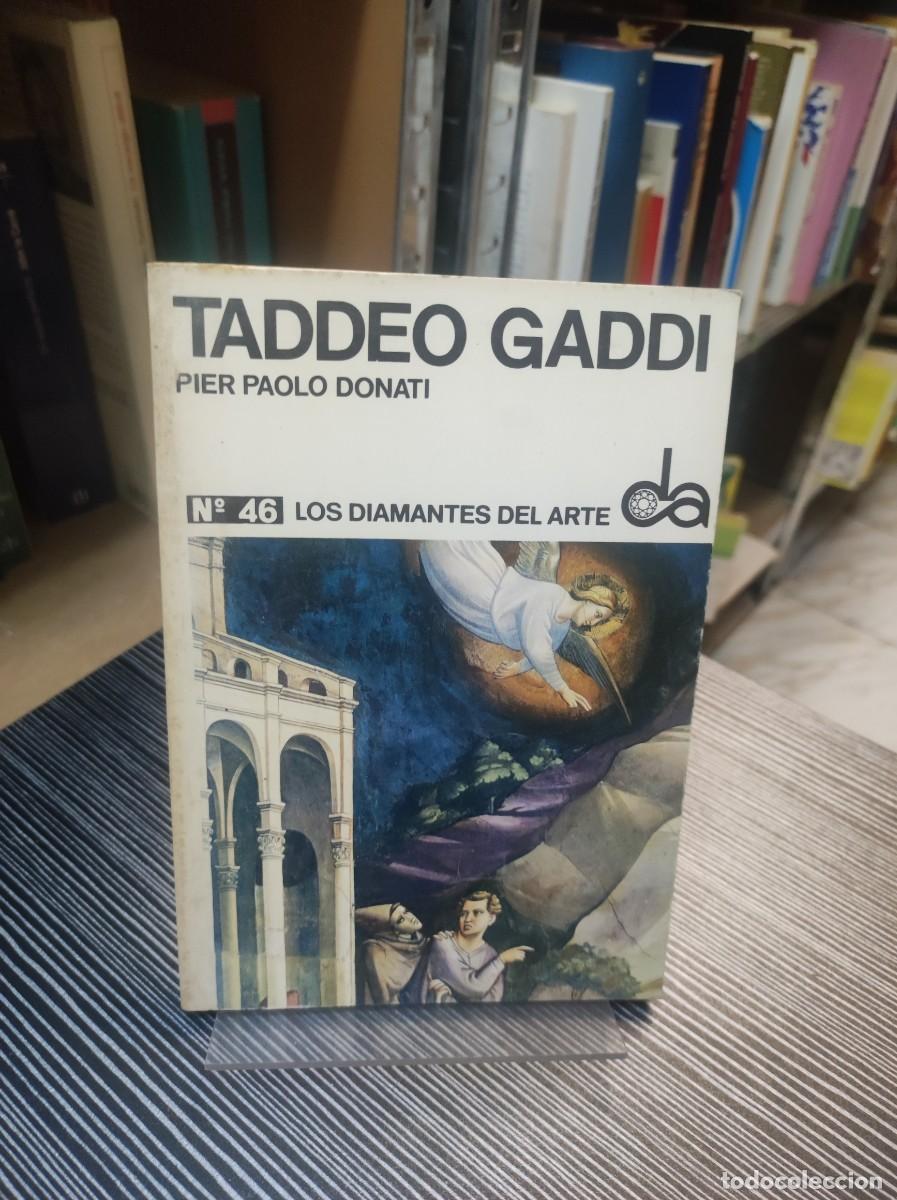 TADDEO GADDI
PIER PAOLO DONATI
Nº 46 LOS DIAMANTES DEL ARTE da
todocoleccion